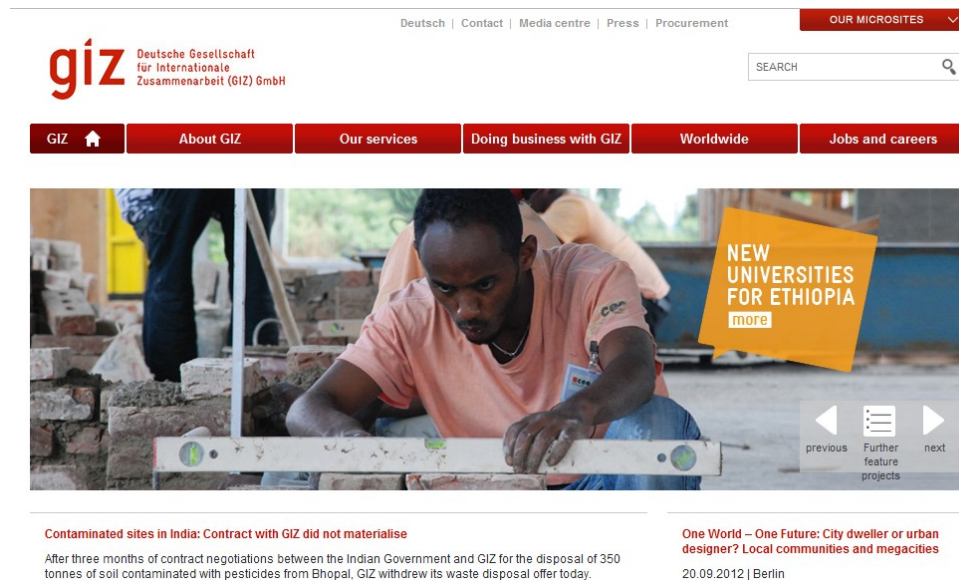 Deutsch | Contact | Media centre | Press | Procurement
OUR MICROSITES
giz
Deutsche Gesellschaft
für Internationale
Zusammenarbeit (GIZ) GmbH
SEARCH
GIZ
About GIZ
Our services
Doing business with GIZ
Worldwide
Jobs and careers
NEW
UNIVERSITIES
FOR ETHIOPIA
more
previous
Further
feature
projects
next
Contaminated sites in India: Contract with GIZ did not materialise
After three months of contract negotiations between the Indian Government and GIZ for the disposal of 350
tonnes of soil contaminated with pesticides from Bhopal, GIZ withdrew its waste disposal offer today.
One World – One Future: City dweller or urban
designer? Local communities and megacities
20.09.2012 | Berlin